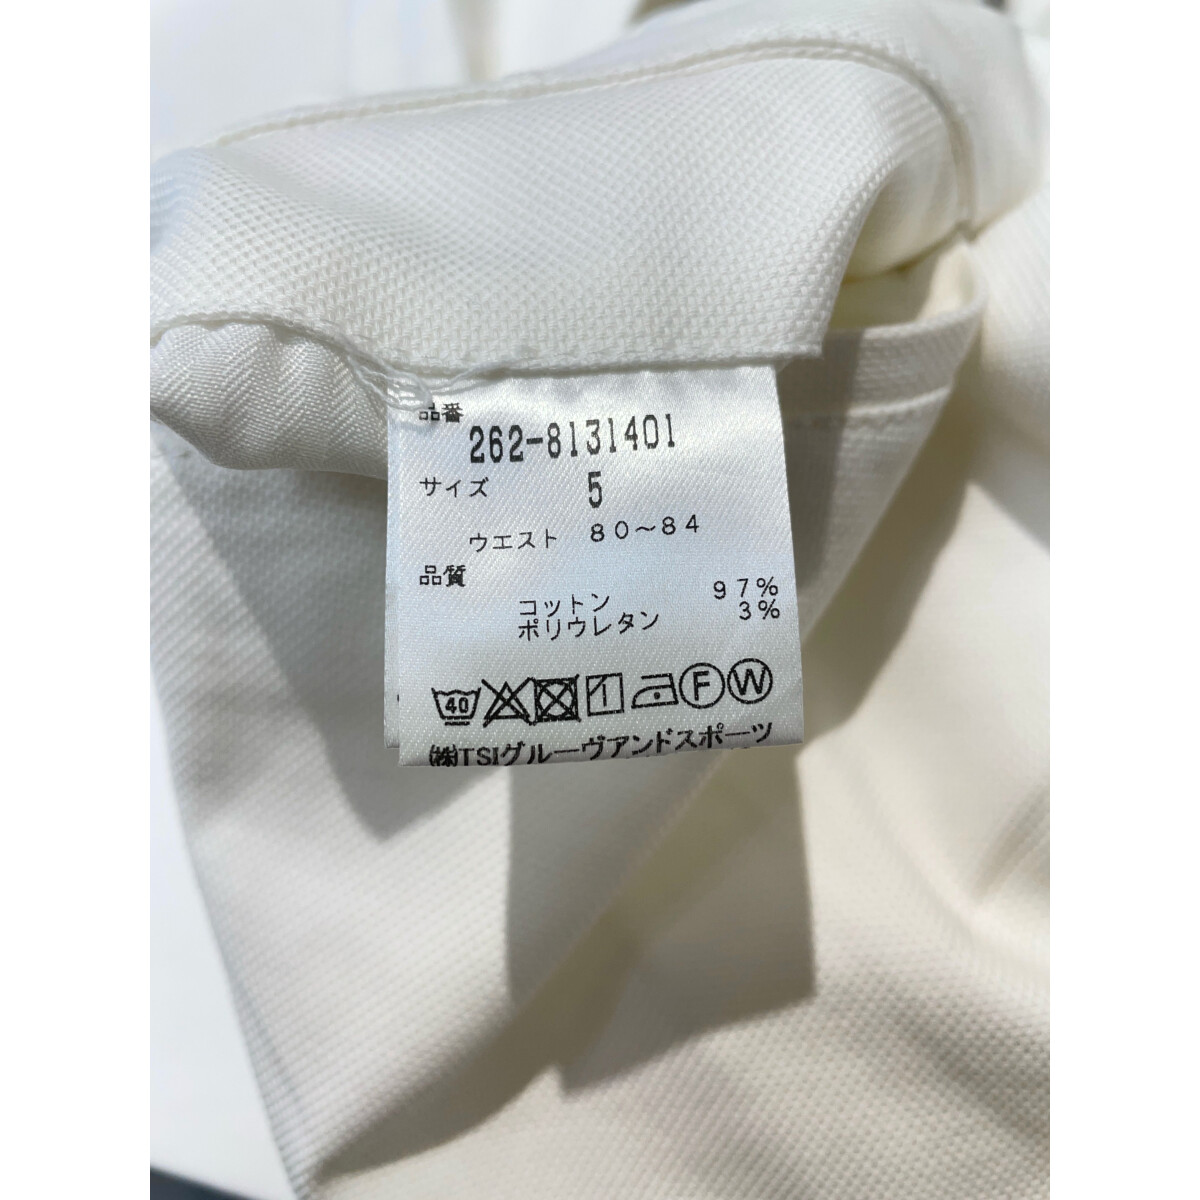 品番
262-8131401
サイズ 5
ウエスト 80〜84
品質
コットン 97%
ポリウレタン 3%
40 F W
㈱TSIグルーヴアンドスポーツ